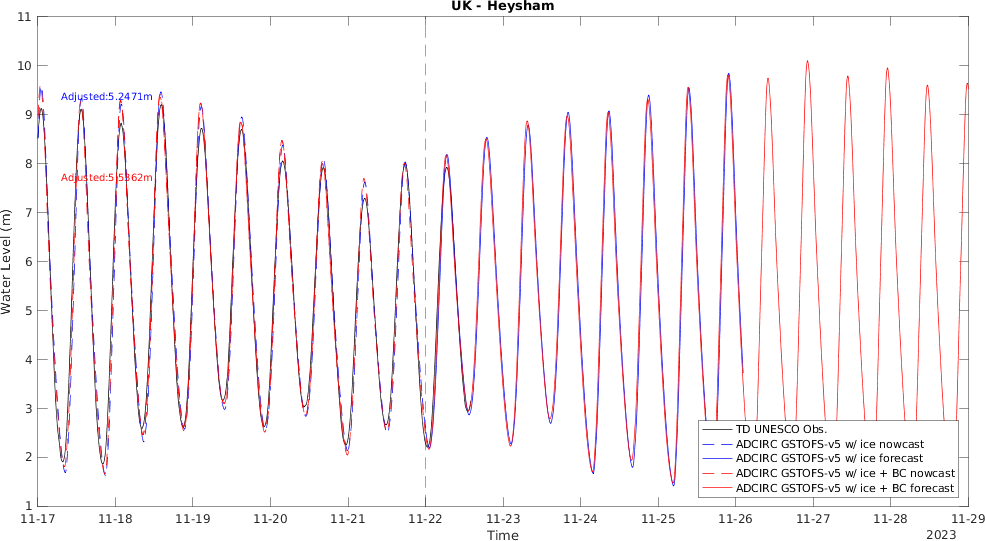 UK - Heysham
11
10
9
8
7
6
5
4
3
2
1
Water Level (m)
Adjusted:5.2471m
Adjusted:5.5362m
TD UNESCO Obs.
ADCIRC GSTOFS-v5 w/ ice nowcast
ADCIRC GSTOFS-v5 w/ ice forecast
ADCIRC GSTOFS-v5 w/ ice + BC nowcast
ADCIRC GSTOFS-v5 w/ ice + BC forecast
11-17 11-18 11-19 11-20 11-21 11-22 11-23 11-24 11-25 11-26 11-27 11-28 11-29
Time
2023